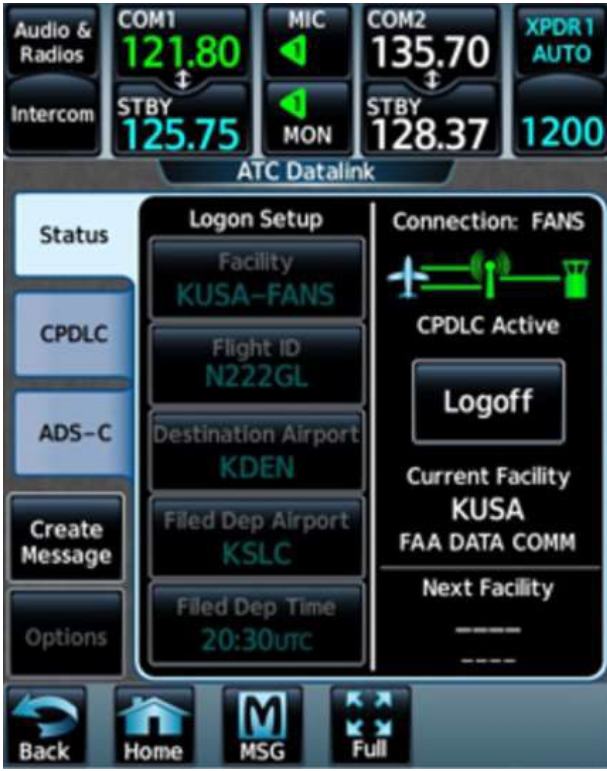 Audio &
Radios
COM1
121.80
MIC
COM2
135.70
XPDR1
AUTO
Intercom
STBY
125.75
MON
STBY
128.37
1200
ATC Datalink
Status
CPDLC
ADS-C
Create
Message
Options
Logon Setup
Facility
KUSA-FANS
Flight ID
N222GL
Destination Airport
KDEN
Filed Dep Airport
KSLC
Filed Dep Time
20:30UTC
Connection: FANS
CPDLC Active
Logoff
Current Facility
KUSA
FAA DATA COMM
Next Facility
----
----
Back
Home
MSG
Full